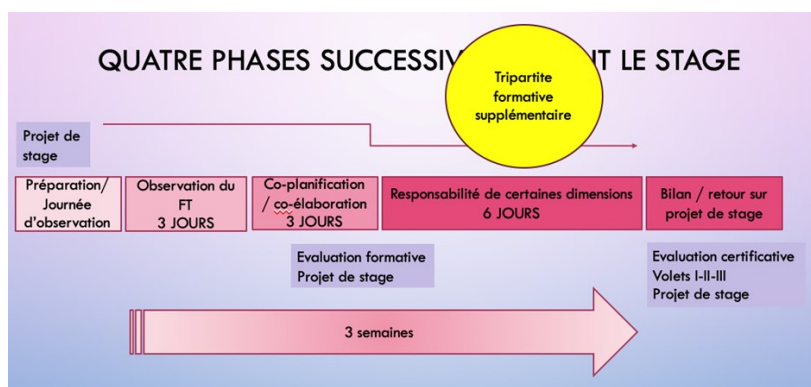 QUATRE PHASES SUCCESSIV T LE STAGE
Tripartite
formative
supplémentaire
Projet de
stage
Préparation/
Journée
d'observation
Observation du
FT
3 JOURS
Co-planification
/ co-élaboration
3 JOURS
Responsabilité de certaines dimensions
6 JOURS
Bilan / retour sur
projet de stage
Evaluation formative
Projet de stage
Evaluation certificative
Volets I-II-III
Projet de stage
3 semaines